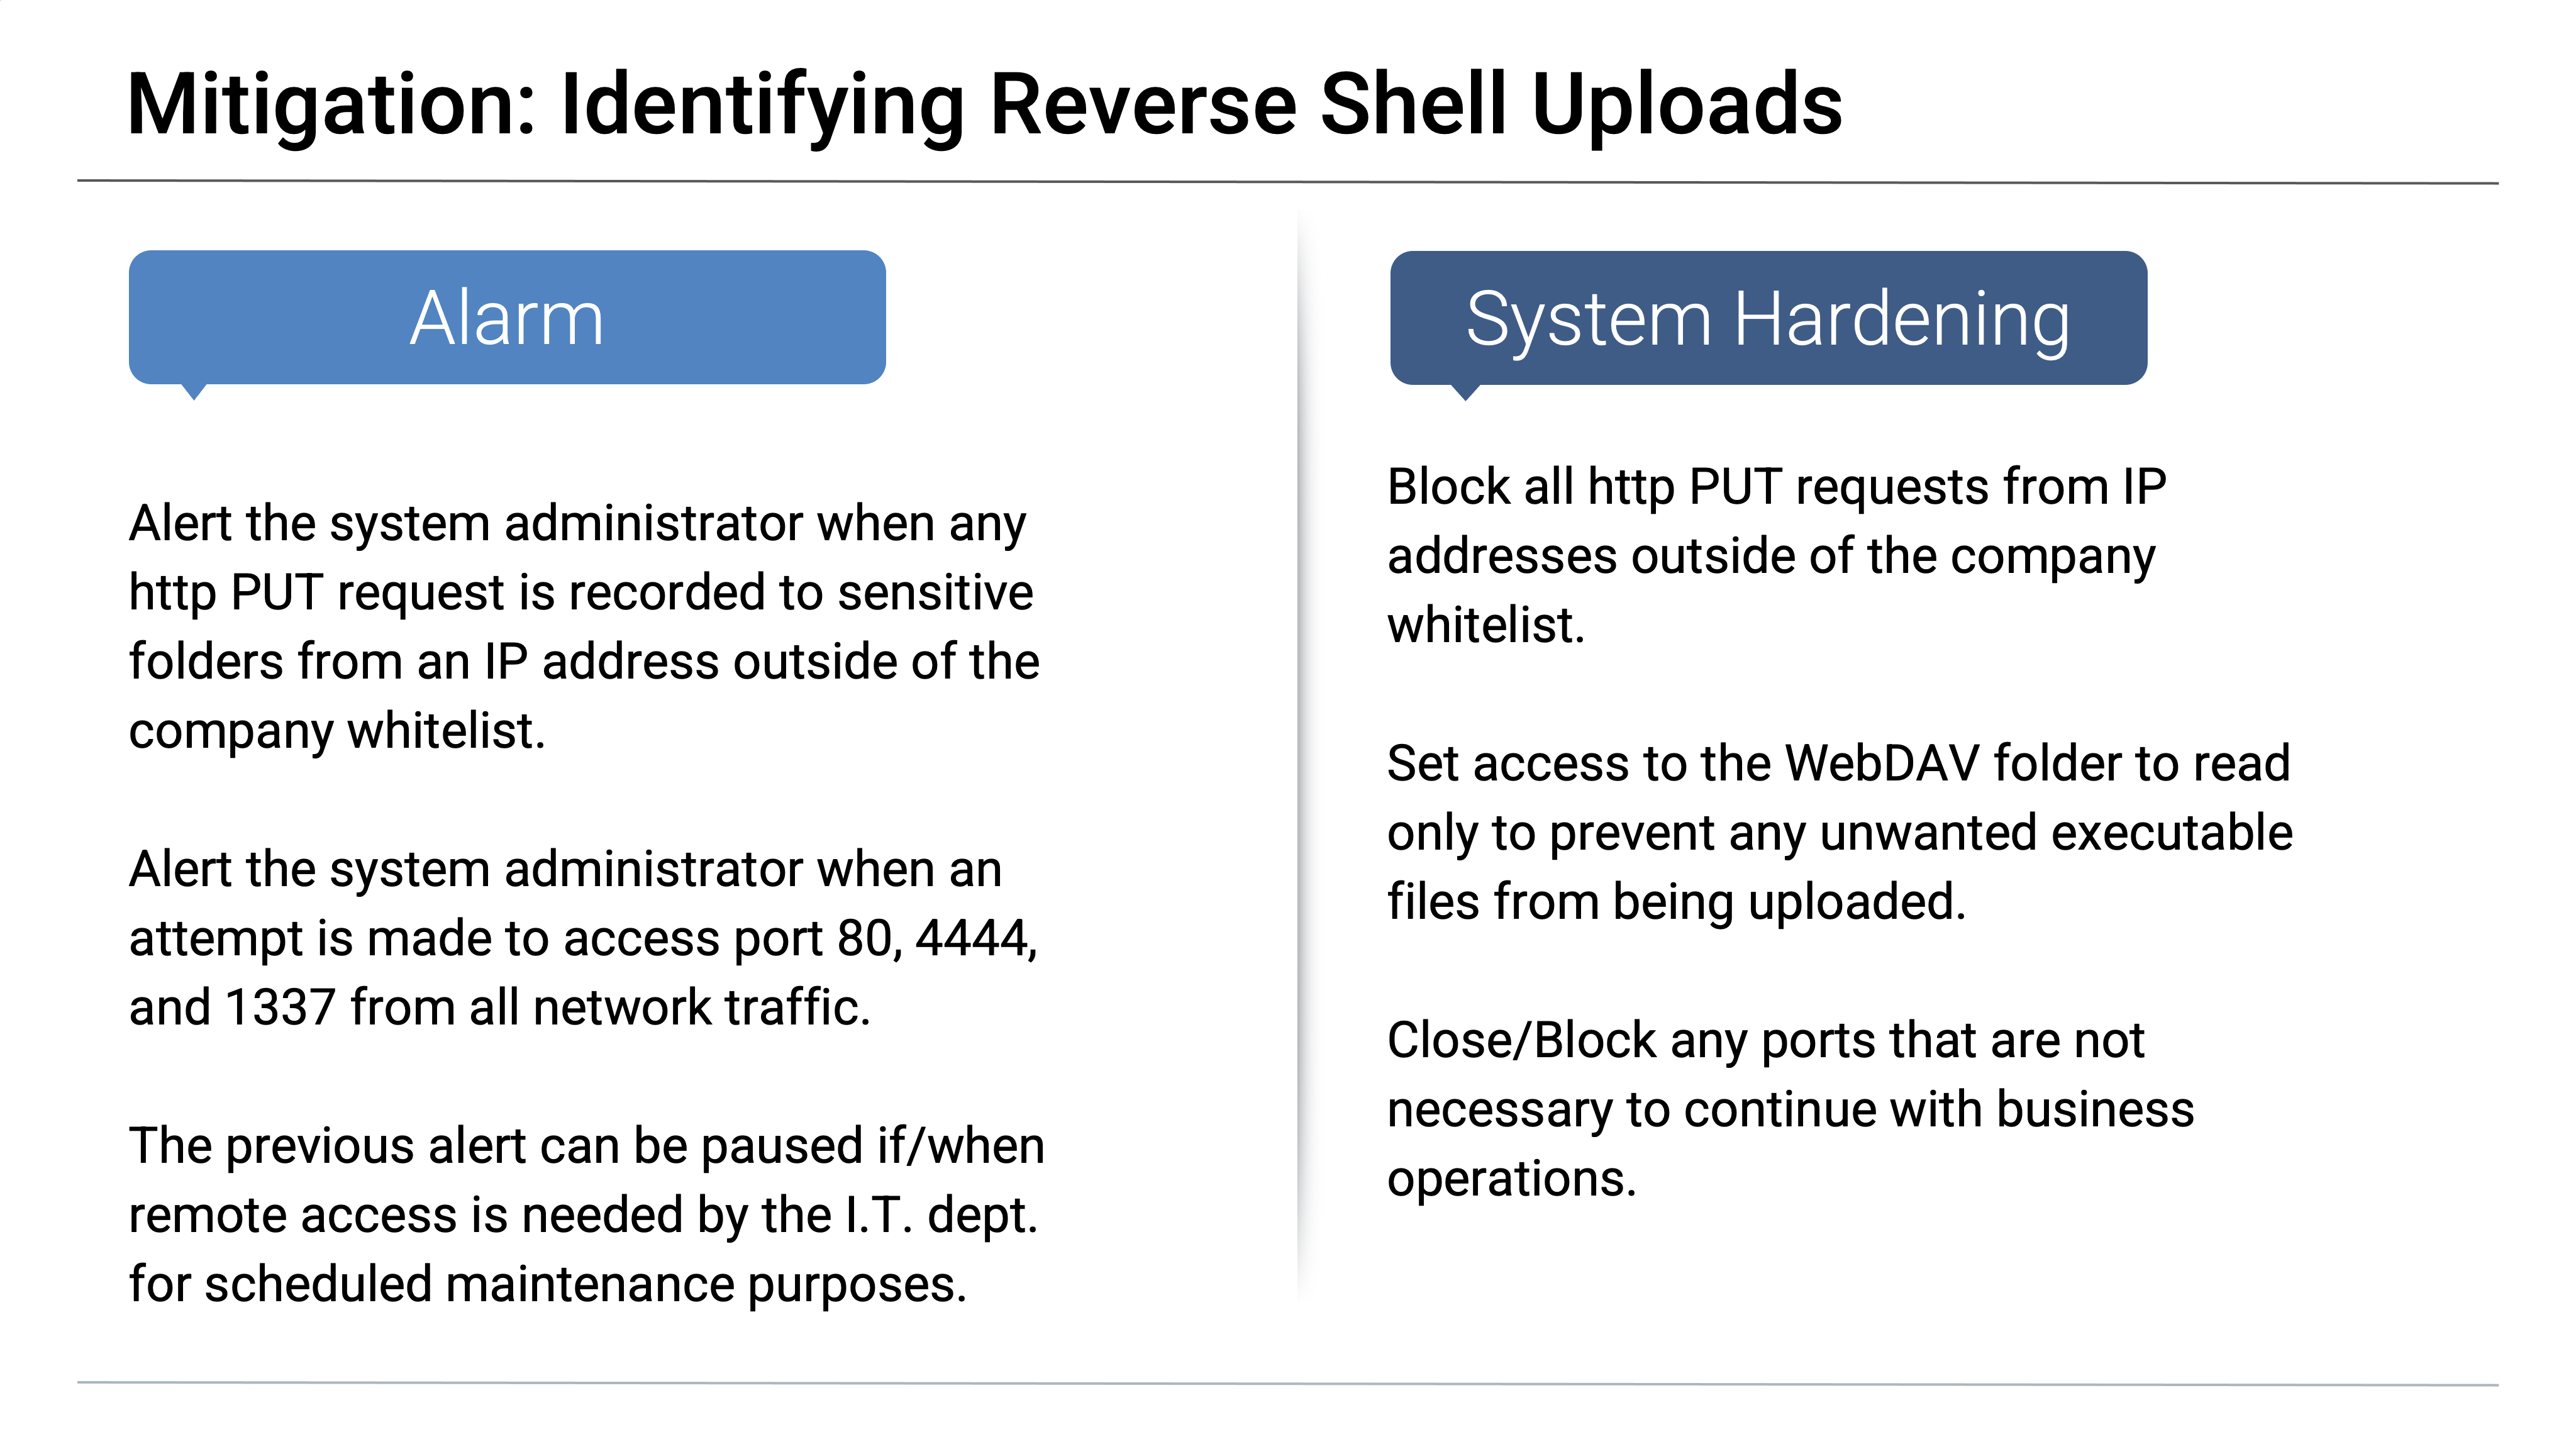 Mitigation: Identifying Reverse Shell Uploads
Alarm
Alert the system administrator when any
http PUT request is recorded to sensitive
folders from an IP address outside of the
company whitelist.
Alert the system administrator when an
attempt is made to access port 80, 4444,
and 1337 from all network traffic.
The previous alert can be paused if/when
remote access is needed by the I.T. dept.
for scheduled maintenance purposes.
System Hardening
Block all http PUT requests from IP
addresses outside of the company
whitelist.
Set access to the WebDAV folder to read
only to prevent any unwanted executable
files from being uploaded.
Close/Block any ports that are not
necessary to continue with business
operations.